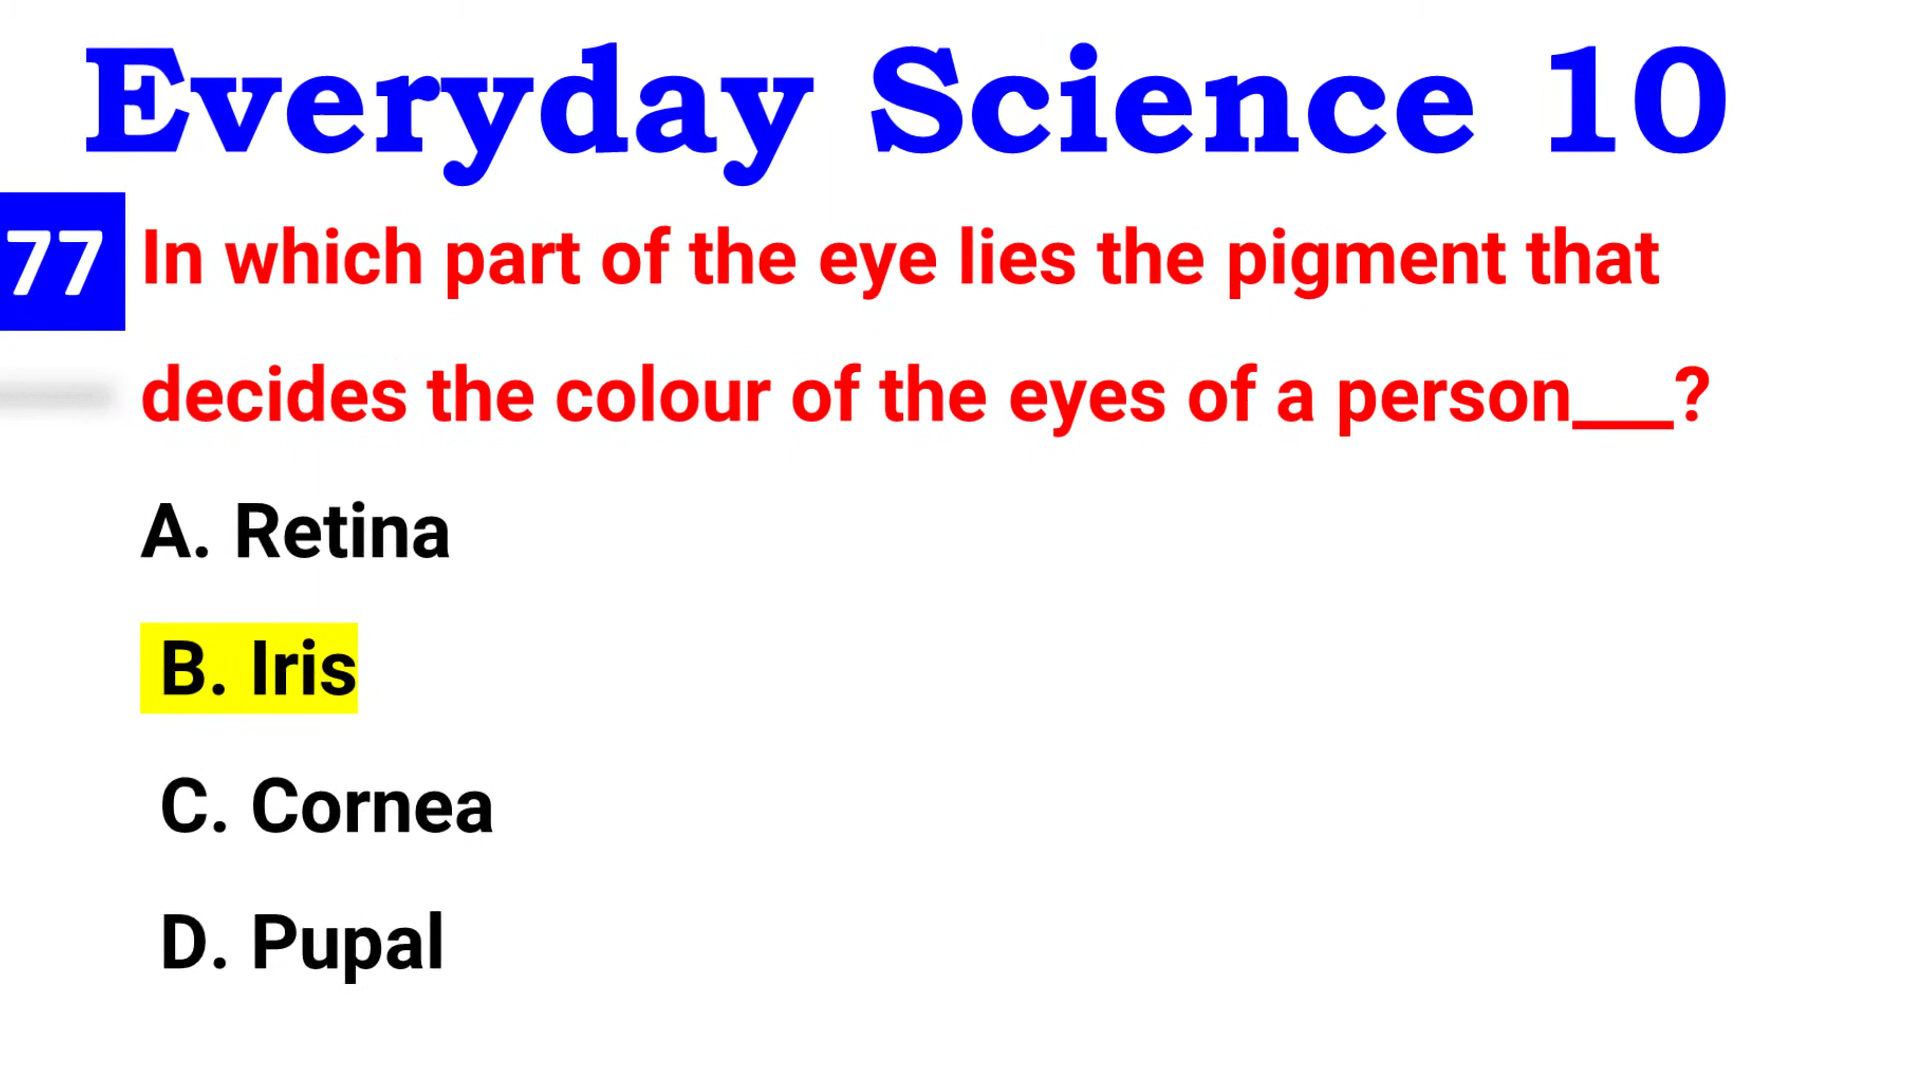 Everyday Science 10
77 In which part of the eye lies the pigment that
decides the colour of the eyes of a person___?
A. Retina
B. Iris
C. Cornea
D. Pupal